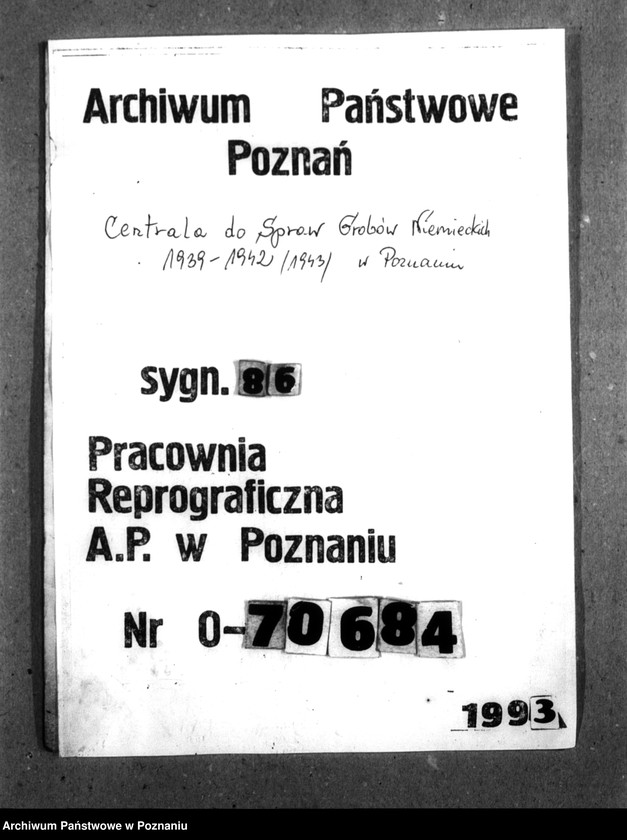 Archiwum Państwowe
Poznań
Centrala do Spraw Grobów Niemieckich
1939-1942 /1943/ w Poznaniu
sygn. 86
Pracownia
Reprograficzna
A.P. w Poznaniu
Nr 0-70684
1993
Archiwum Państwowe w Poznaniu